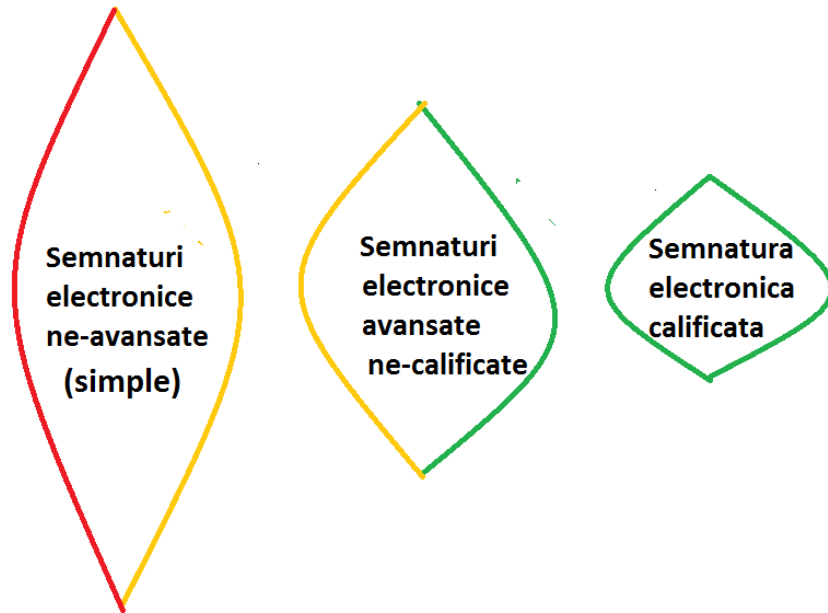 Semnaturi
electronice
ne-avansate
(simple)
Semnaturi
electronice
avansate
ne-calificate
Semnatura
electronica
calificata